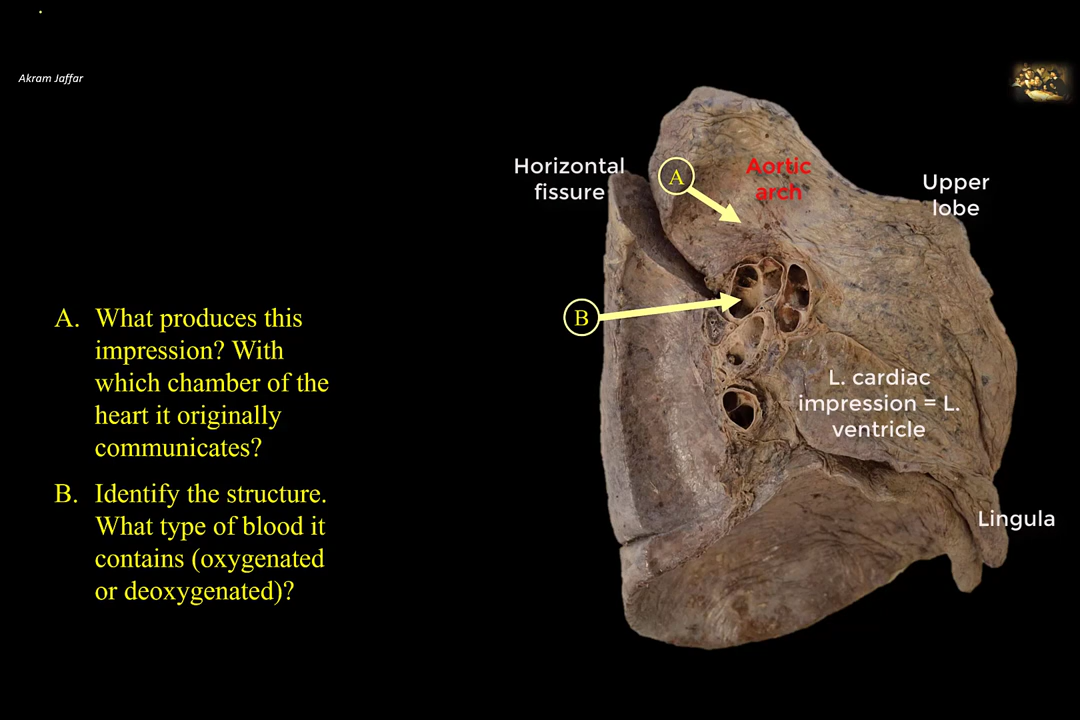 Akram Jaffar
Horizontal
fissure
A
Aortic
arch
Upper
lobe
B
A. What produces this
impression? With
which chamber of the
heart it originally
communicates?
L. cardiac
impression = L.
ventricle
B. Identify the structure.
What type of blood it
contains (oxygenated
or deoxygenated)?
Lingula